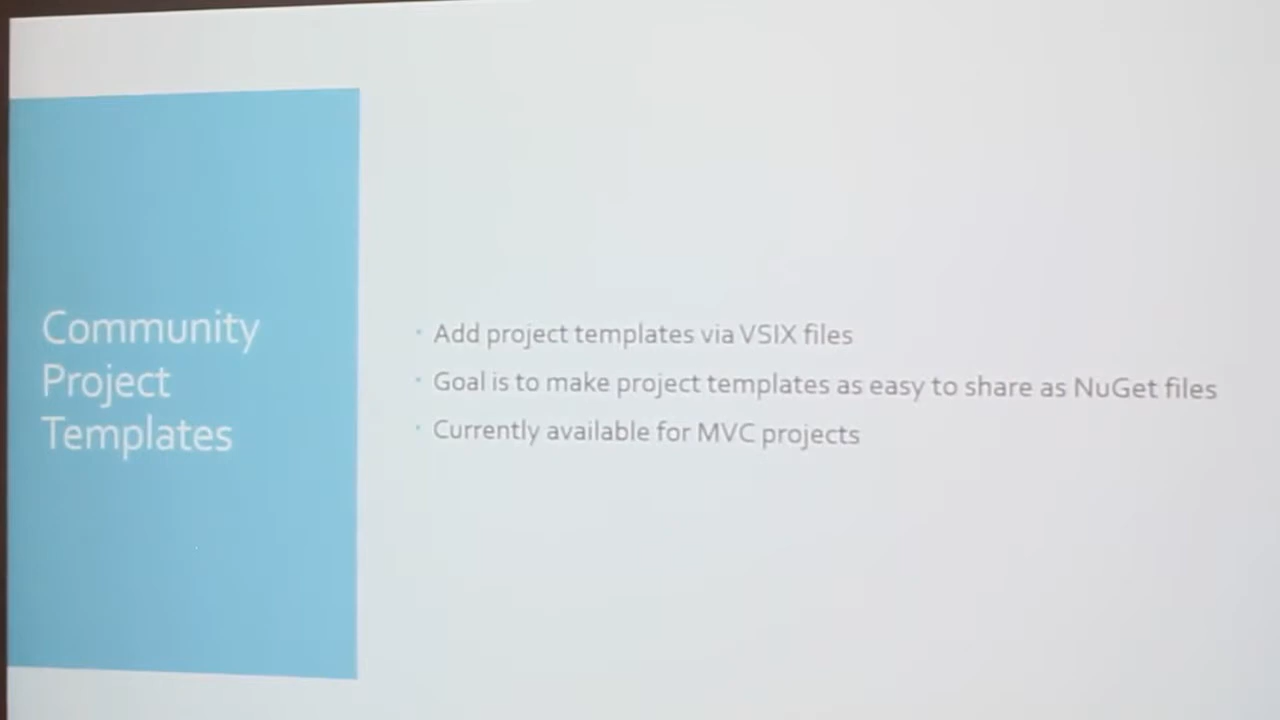 Community
Project
Templates
Add project templates via VSIX files
Goal is to make project templates as easy to share as NuGet files
Currently available for MVC projects